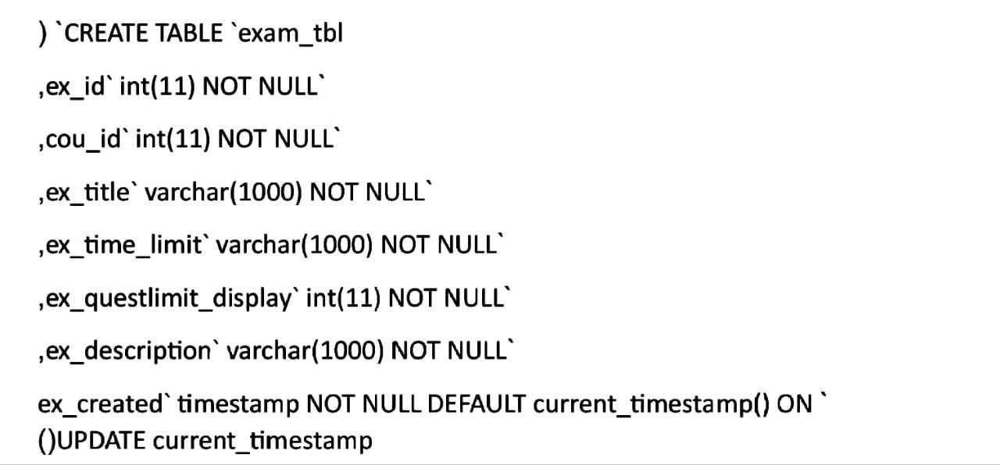 ) `CREATE TABLE `exam_tbl
,ex_id` int(11) NOT NULL`
,cou_id` int(11) NOT NULL`
,ex_title` varchar(1000) NOT NULL`
,ex_time_limit` varchar(1000) NOT NULL`
,ex_questlimit_display` int(11) NOT NULL`
,ex_description` varchar(1000) NOT NULL`
ex_created` timestamp NOT NULL DEFAULT current_timestamp() ON `
()UPDATE current_timestamp